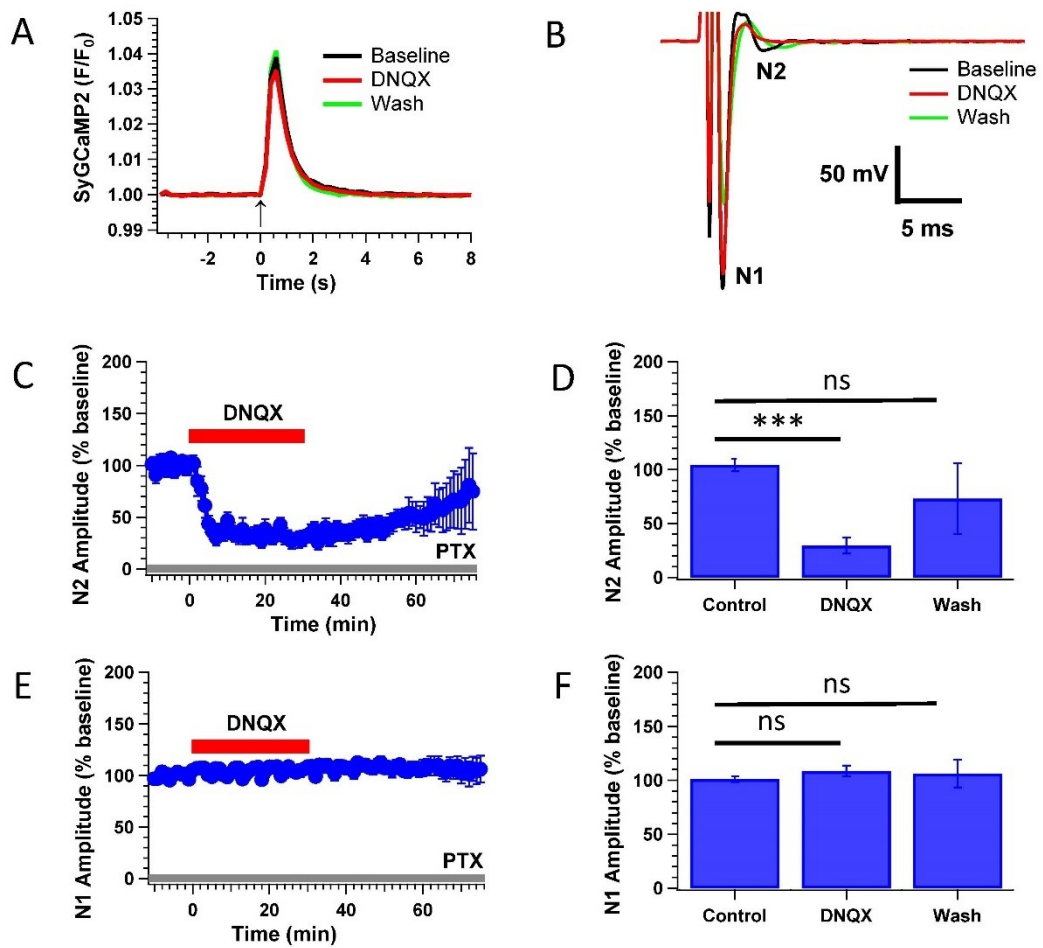 A
SyGCaMP2 (F/F0)
1.05
1.04
1.03
1.02
1.01
1.00
0.99
Baseline
DNQX
Wash
↑
-2
0
2
4
6
8
Time (s)
B
N2
Baseline
DNQX
Wash
50 mV
5 ms
N1
C
N2 Amplitude (% baseline)
200
150
100
50
0
DNQX
PTX
0
20
40
60
Time (min)
D
N2 Amplitude (% baseline)
200
150
100
50
0
ns
***
Control
DNQX
Wash
E
N1 Amplitude (% baseline)
200
150
100
50
0
DNQX
PTX
0
20
40
60
Time (min)
F
N1 Amplitude (% baseline)
200
150
100
50
0
ns
ns
Control
DNQX
Wash